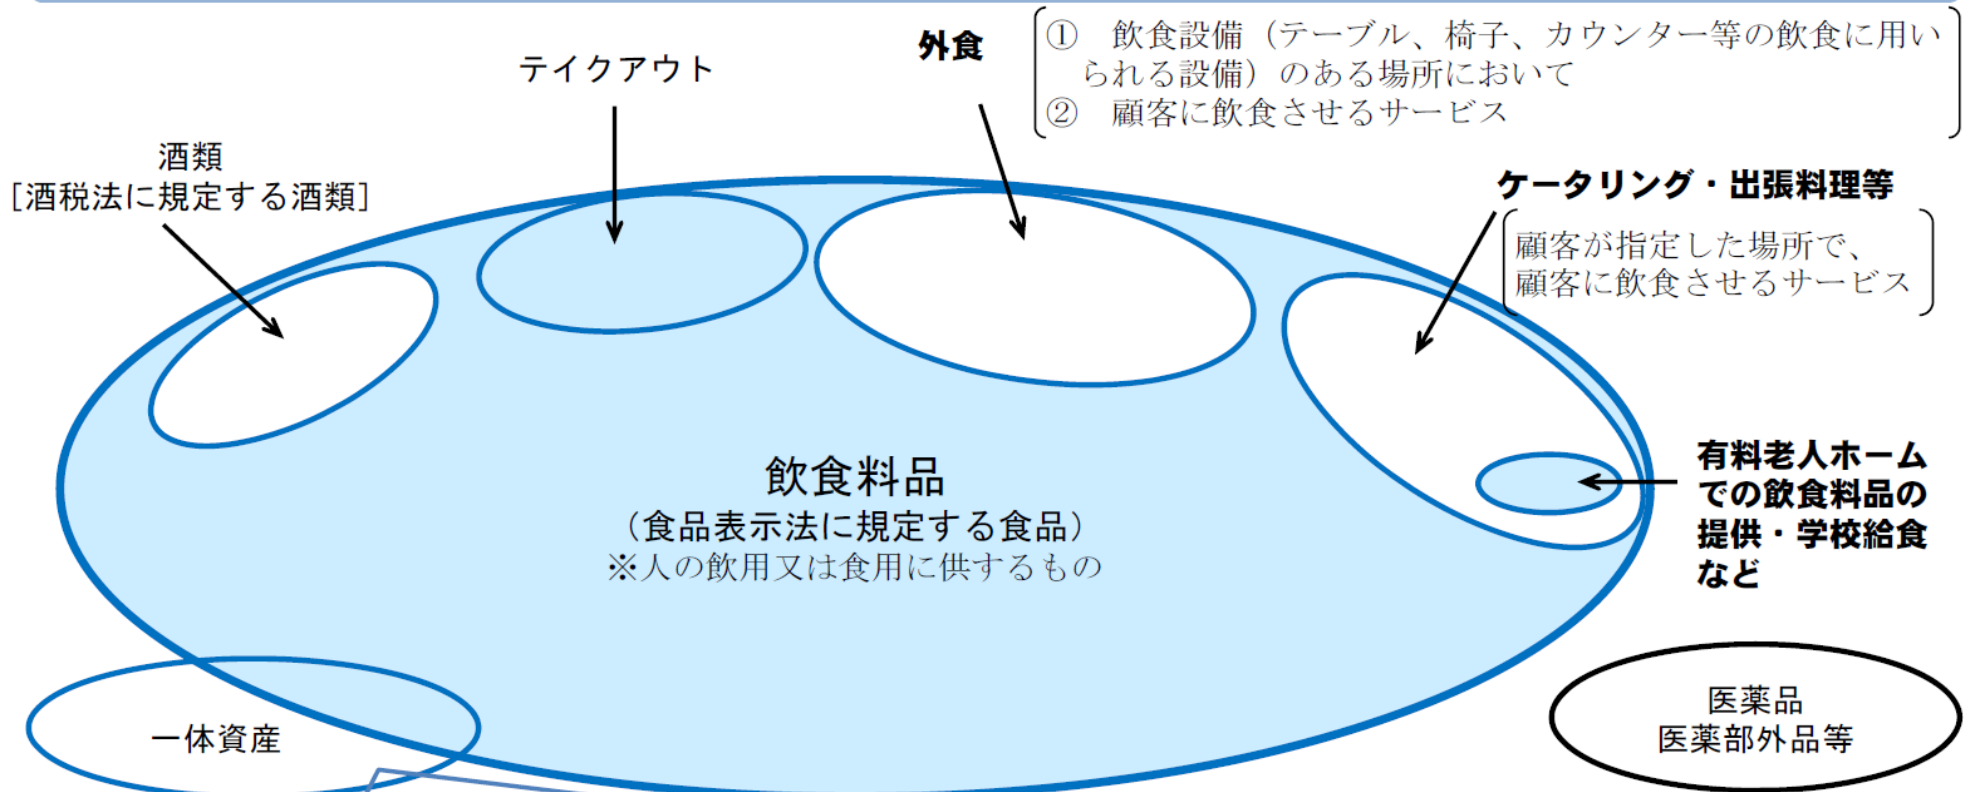 外食
① 飲食設備（テーブル、椅子、カウンター等の飲食に用い
られる設備）のある場所において
② 顧客に飲食させるサービス
テイクアウト
酒類
［酒税法に規定する酒類］
ケータリング・出張料理等
顧客が指定した場所で、
顧客に飲食させるサービス
有料老人ホーム
での飲食料品の
提供・学校給食
など
飲食料品
（食品表示法に規定する食品）
※人の飲用又は食用に供するもの
一体資産
医薬品
医薬部外品等